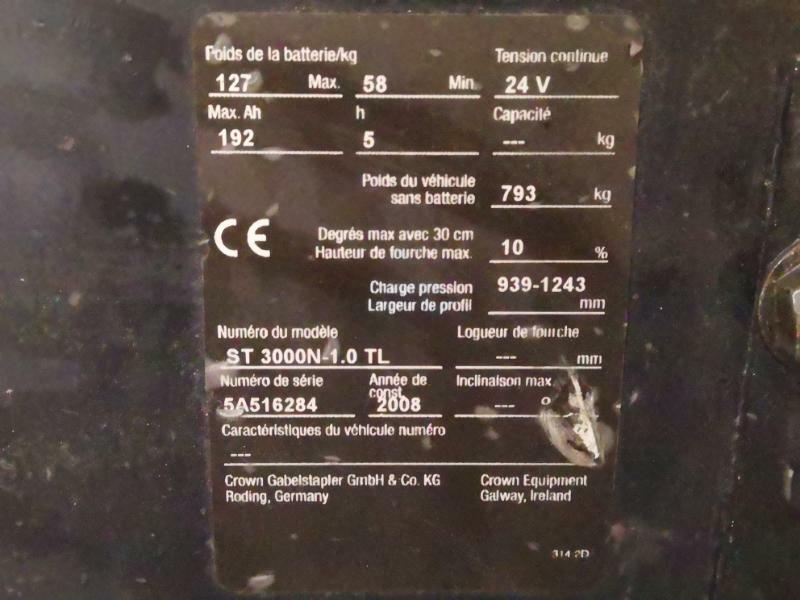 Poids de la batterie/kg Tension continue
127 Max. 58 Min. 24 V
Max. Ah h Capacité
192 5 --- kg
Poids du véhicule
sans batterie 793 kg
CE
Degrés max avec 30 cm
Hauteur de fourche max. 10 %
Charge pression 939-1243
Largeur de profil mm
Numéro du modèle Logueur de fourche
ST 3000N-1.0 TL --- mm
Numéro de série Année de const. Inclinaison max.
5A516284 2008 --- °
Caractéristiques du véhicule numéro
---
Crown Gabelstapler GmbH & Co. KG Crown Equipment
Roding, Germany Galway, Ireland
314 2D